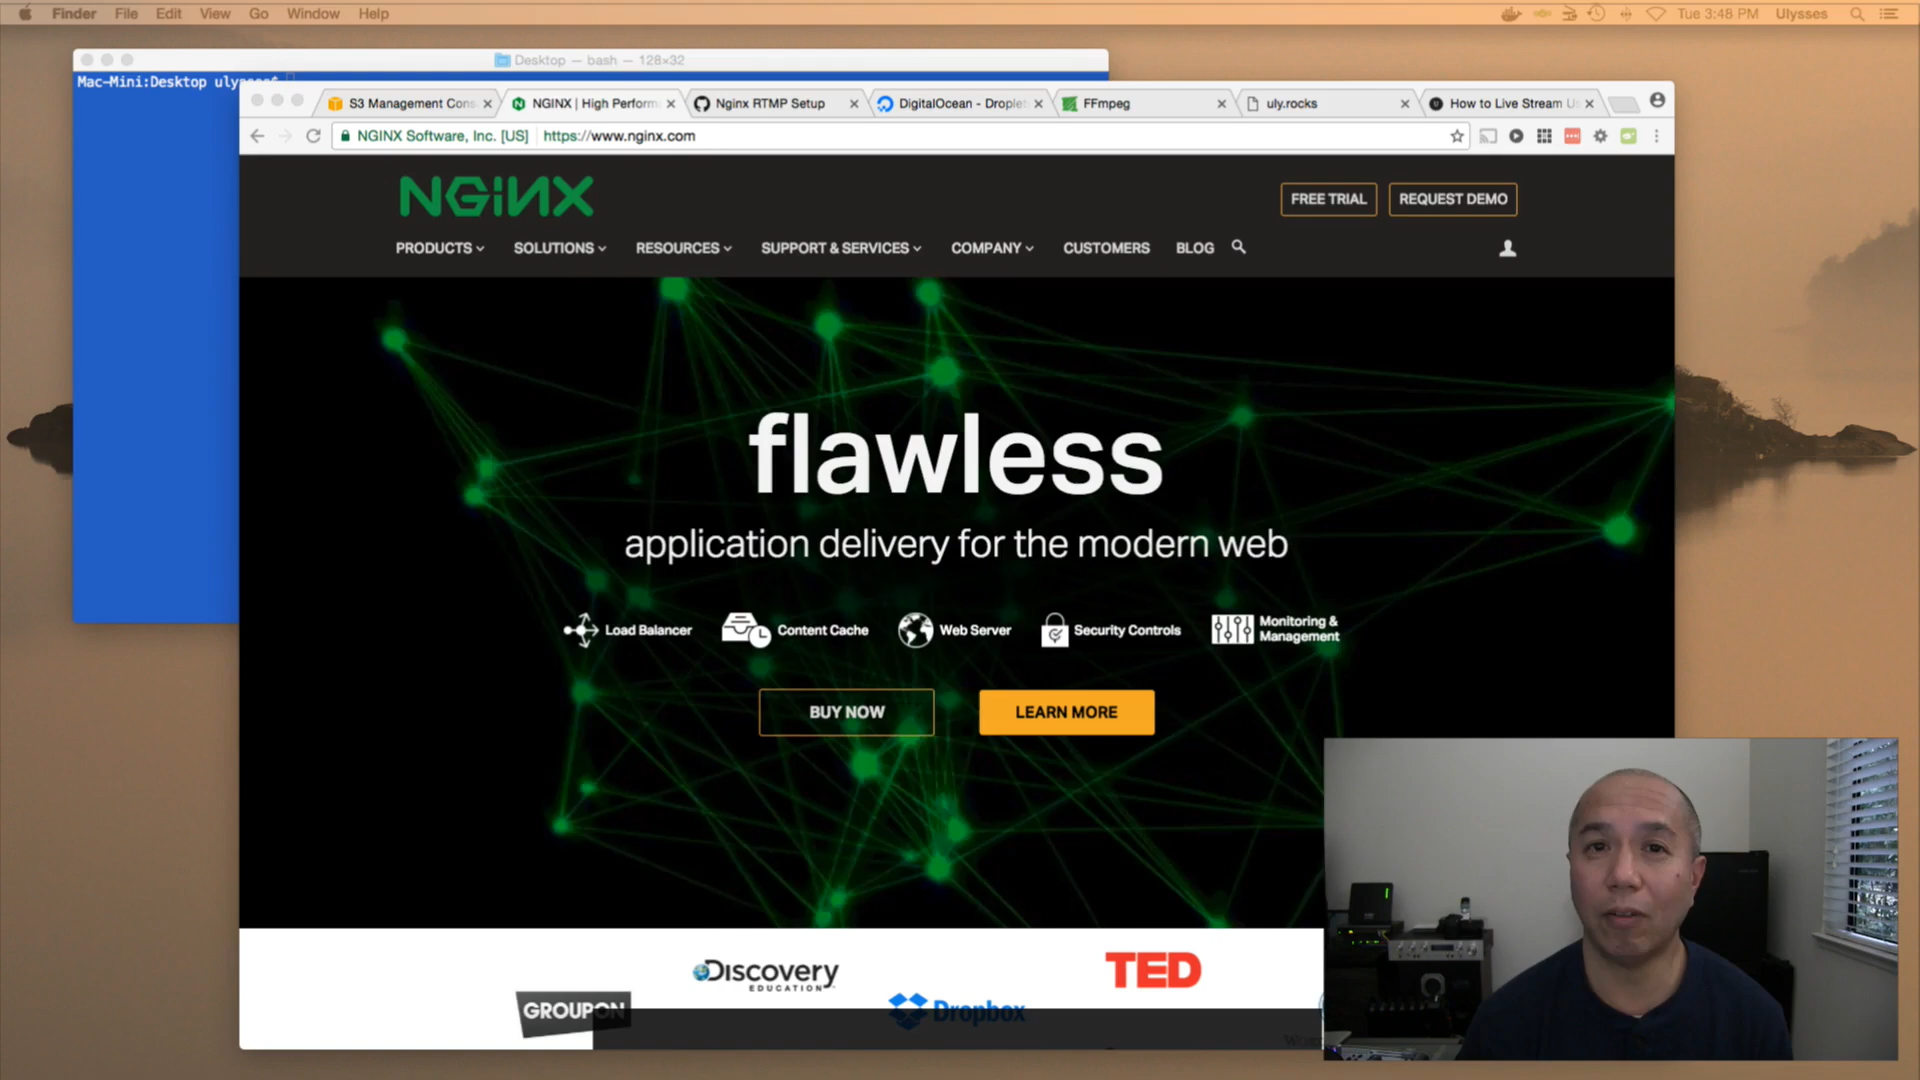 Finder File Edit View Go Window Help
Tue 3:48 PM Ulysses
Desktop — bash — 128×32
Mac-Mini:Desktop
S3 Management Cons
NGINX | High Perform
Nginx RTMP Setup
DigitalOcean - Droplet
FFmpeg
uly.rocks
How to Live Stream U
NGINX Software, Inc. [US] https://www.nginx.com
NGINX
FREE TRIAL REQUEST DEMO
PRODUCTS SOLUTIONS RESOURCES SUPPORT & SERVICES COMPANY CUSTOMERS BLOG
flawless
application delivery for the modern web
Load Balancer
Content Cache
Web Server
Security Controls
Monitoring &
Management
BUY NOW LEARN MORE
Discovery
EDUCATION
TED
GROUPON
Dropbox